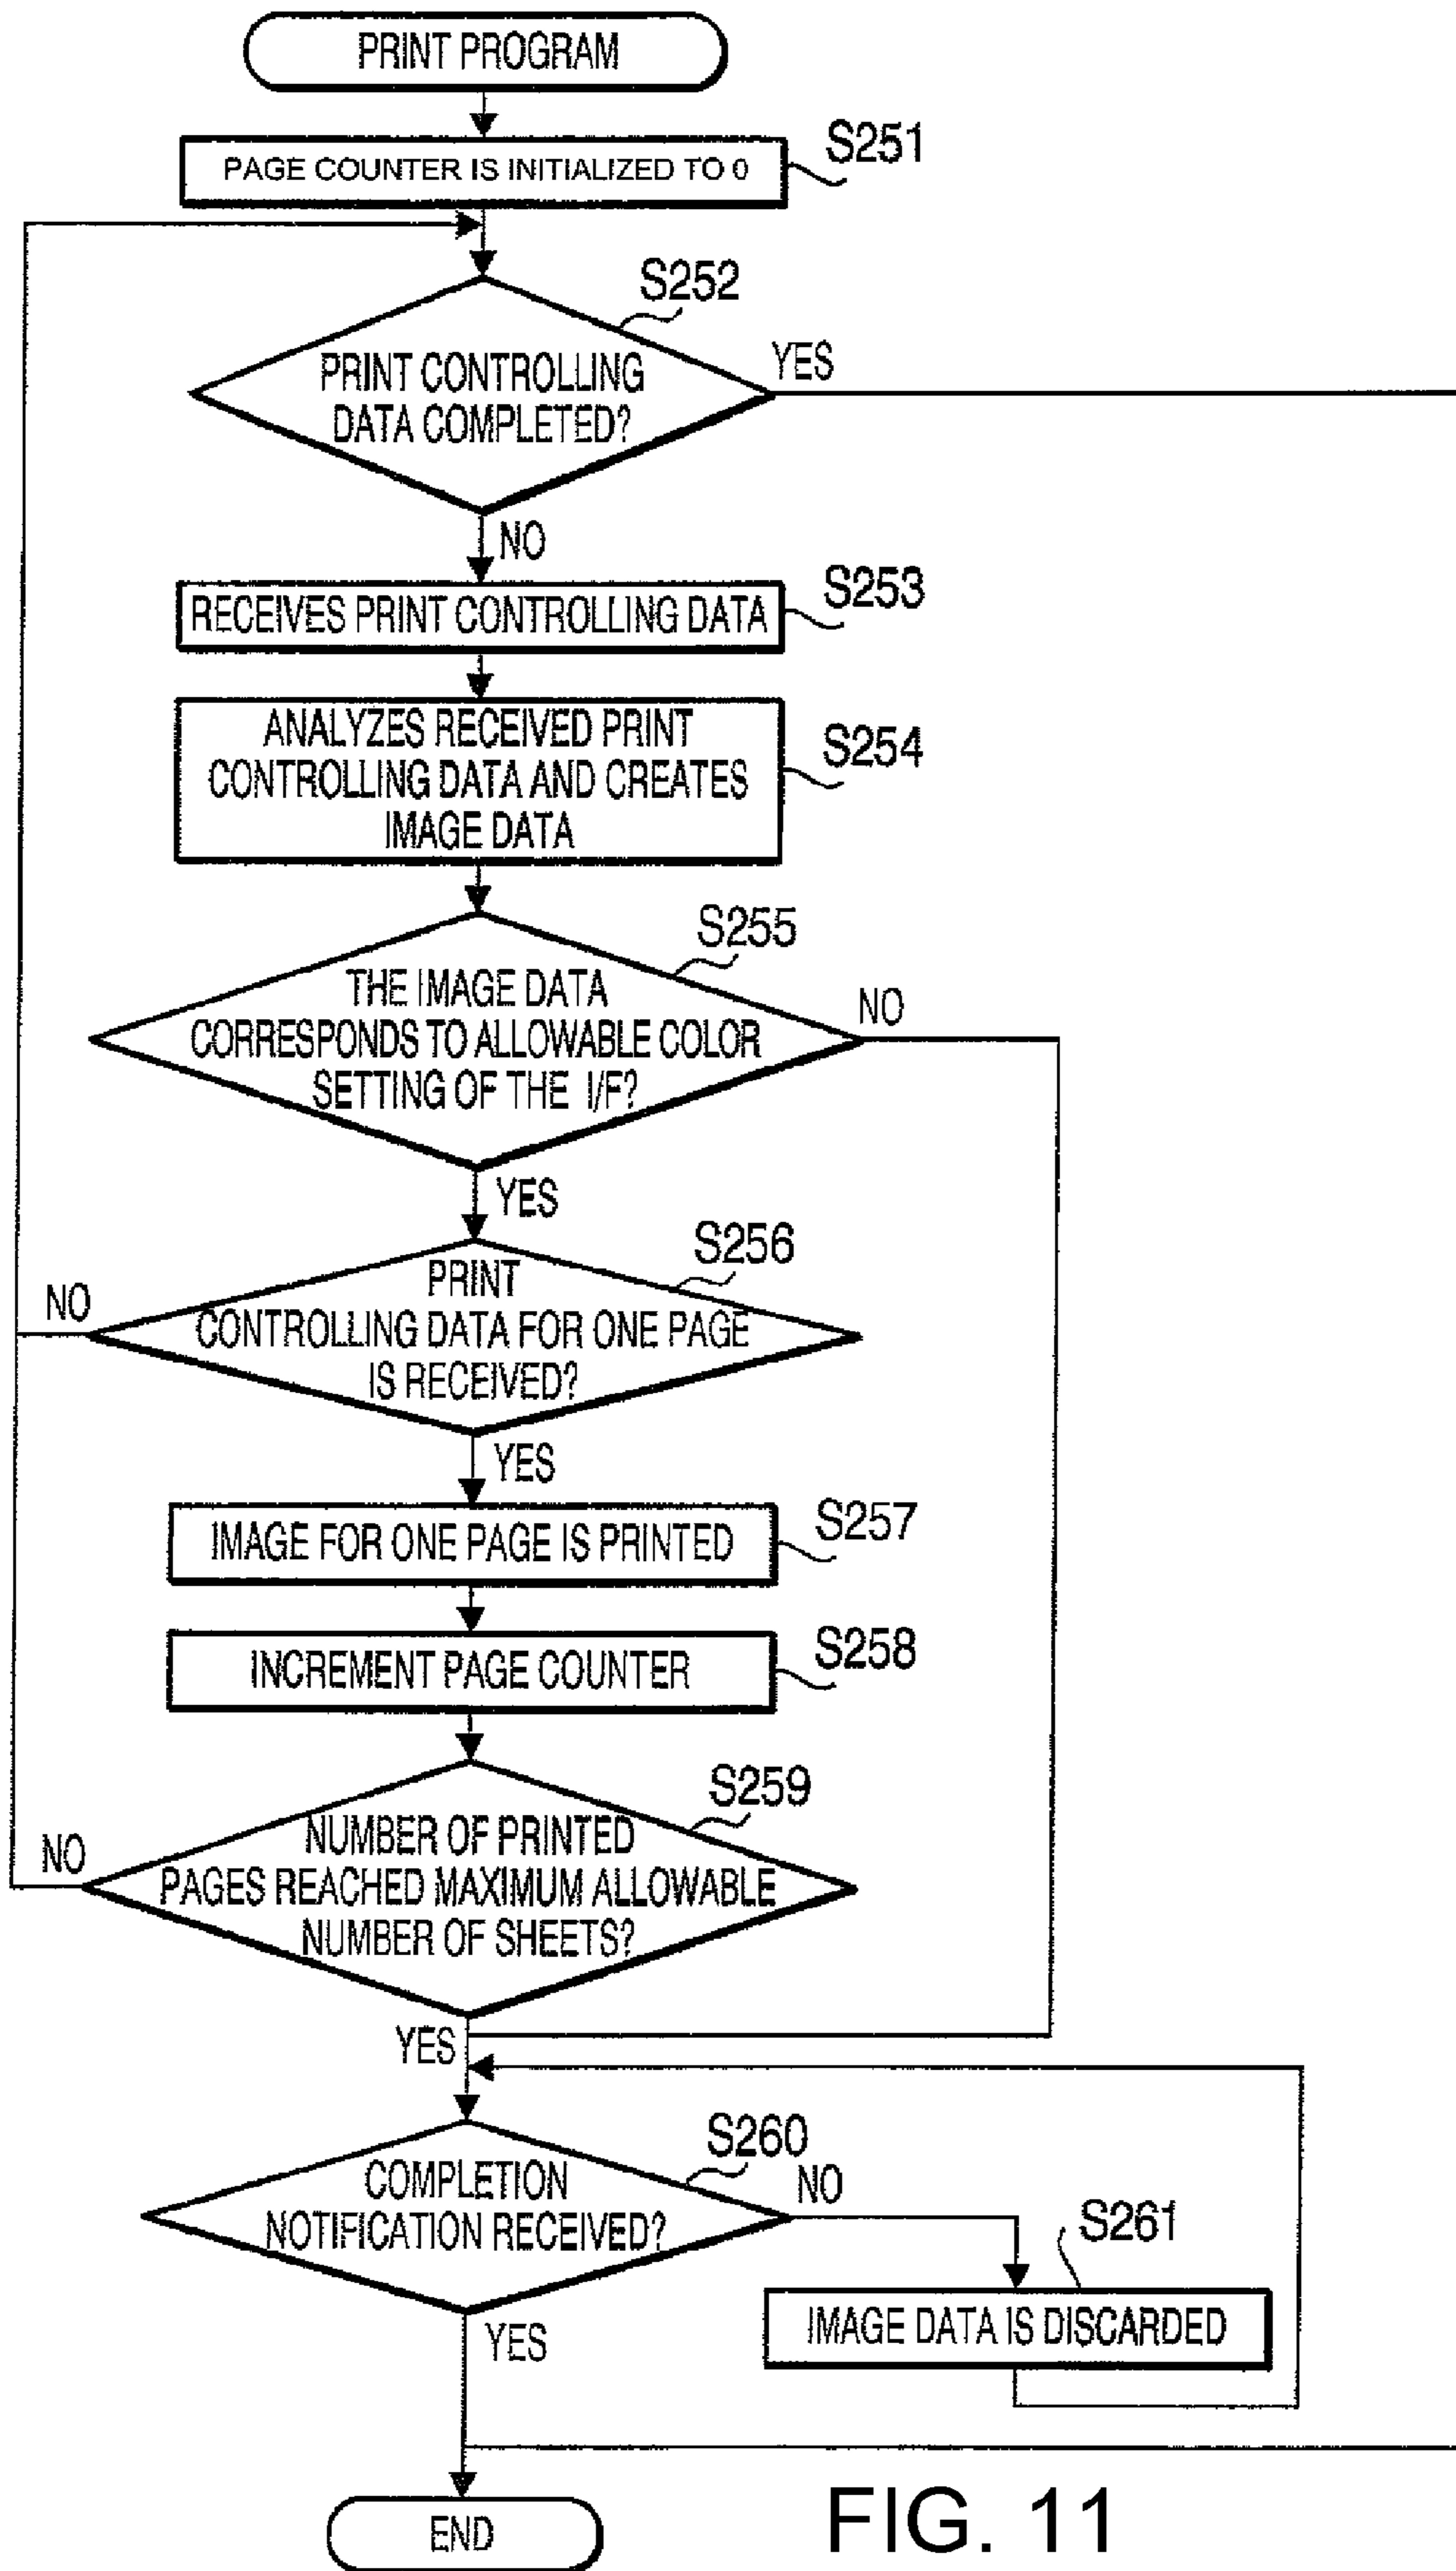 PRINT PROGRAM
PAGE COUNTER IS INITIALIZED TO 0
S251
S252
PRINT CONTROLLING
DATA COMPLETED?
YES
NO
RECEIVES PRINT CONTROLLING DATA
S253
ANALYZES RECEIVED PRINT
CONTROLLING DATA AND CREATES
IMAGE DATA
S254
S255
THE IMAGE DATA
CORRESPONDS TO ALLOWABLE COLOR
SETTING OF THE I/F?
NO
YES
S256
PRINT
CONTROLLING DATA FOR ONE PAGE
IS RECEIVED?
NO
YES
IMAGE FOR ONE PAGE IS PRINTED
S257
INCREMENT PAGE COUNTER
S258
S259
NUMBER OF PRINTED
PAGES REACHED MAXIMUM ALLOWABLE
NUMBER OF SHEETS?
NO
YES
S260
COMPLETION
NOTIFICATION RECEIVED?
NO
S261
IMAGE DATA IS DISCARDED
YES
END
FIG. 11